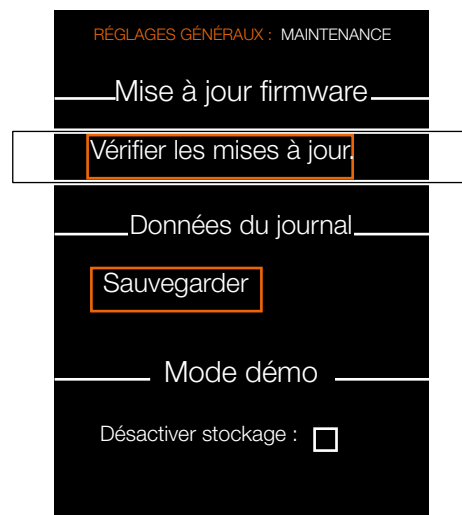 RÉGLAGES GÉNÉRAUX : MAINTENANCE
Mise à jour firmware
Vérifier les mises à jour.
Données du journal
Sauvegarder
Mode démo
Désactiver stockage :